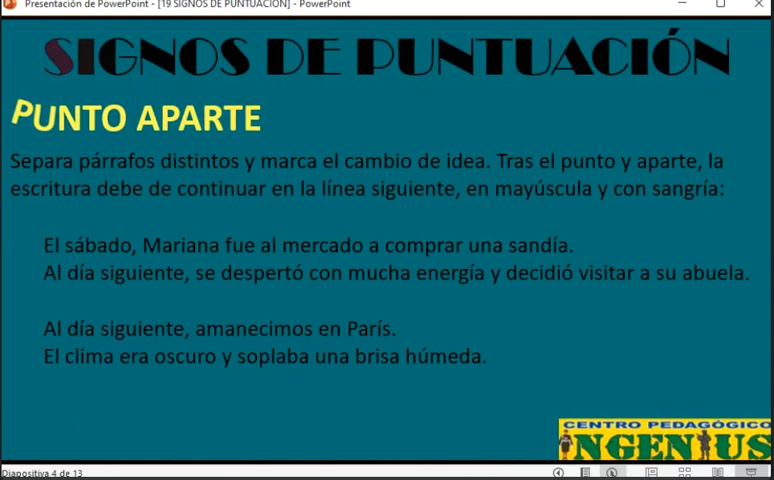 Presentación de PowerPoint - [19 SIGNOS DE PUNTUACIÓN] - PowerPoint
SIGNOS DE PUNTUACIÓN
PUNTO APARTE
Separa párrafos distintos y marca el cambio de idea. Tras el punto y aparte, la
escritura debe de continuar en la línea siguiente, en mayúscula y con sangría:
El sábado, Mariana fue al mercado a comprar una sandía.
Al día siguiente, se despertó con mucha energía y decidió visitar a su abuela.
Al día siguiente, amanecimos en París.
El clima era oscuro y soplaba una brisa húmeda.
CENTRO PEDAGÓGICO
INGENIUS
Diapositiva 4 de 13